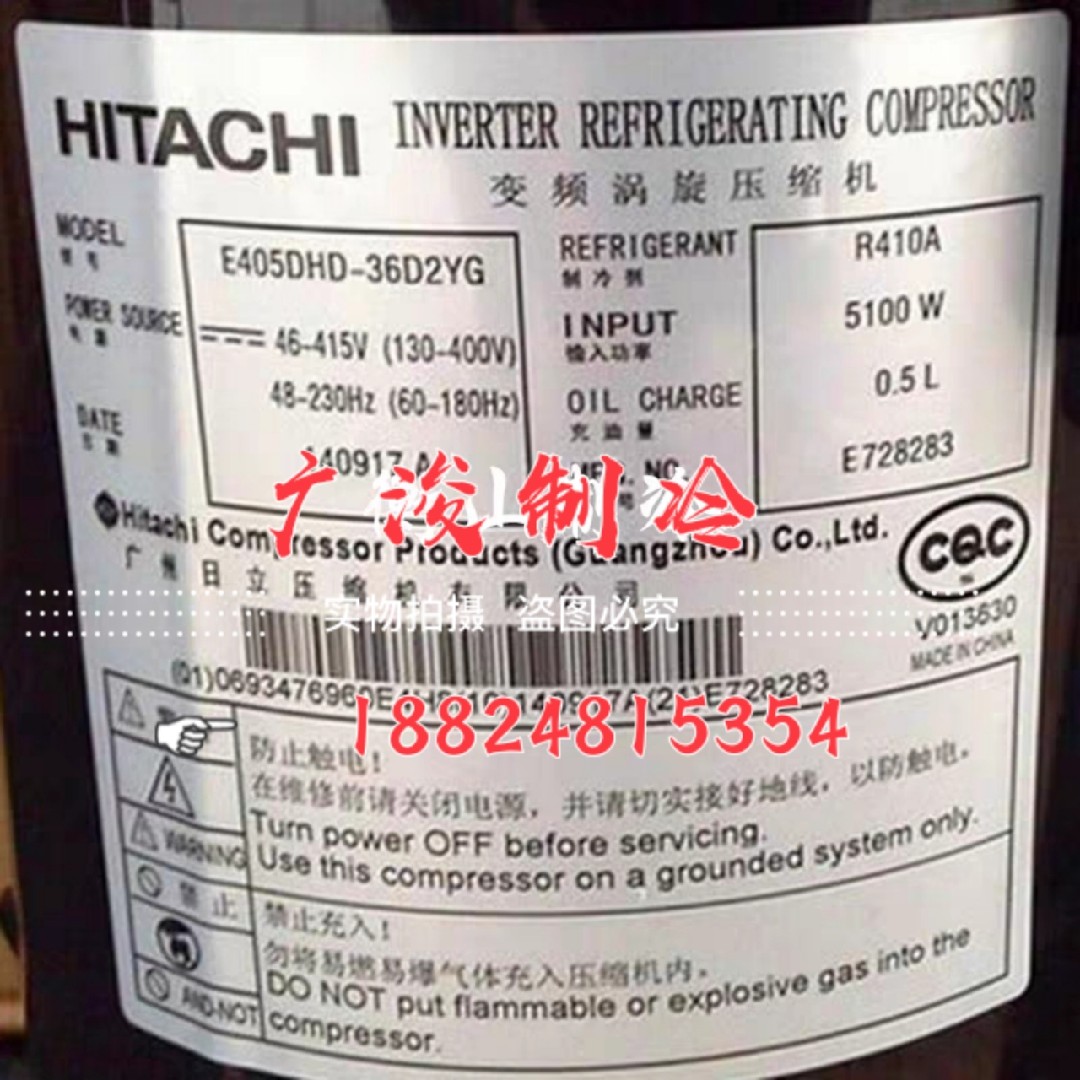 HITACHI INVERTER REFRIGERATING COMPRESSOR
变频涡旋压缩机
MODEL E405DHD-36D2YG REFRIGERANT R410A
型号 制冷剂
POWER SOURCE 46-415V (130-400V) INPUT 5100 W
电源 输入功率
48-230Hz (60-180Hz) OIL CHARGE 0.5 L
充油量
DATE 140917 E728283
日期
广浚制冷
Hitachi Compressor Products (Guangzhou) Co.,Ltd.
CQC
广州日立压缩机有限公司
实物拍摄 盗图必究
V013630
MADE IN CHINA
E728283
18824815354
防止触电!
在维修前请关闭电源，并请切实接好地线，以防触电。
Turn power OFF before servicing.
WARNING Use this compressor on a grounded system only.
禁止 禁止充入!
勿将易燃易爆气体充入压缩机内。
DO NOT put flammable or explosive gas into the
AND-NOT compressor.